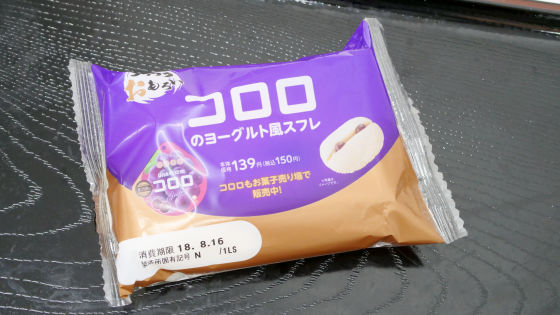 コロロ
のヨーグルト風スフレ
本体価格139円(税込150円)
コロロ
コロロもお菓子売り場で
販売中!
消費期限 18. 8.16
製造所固有記号 N /1LS